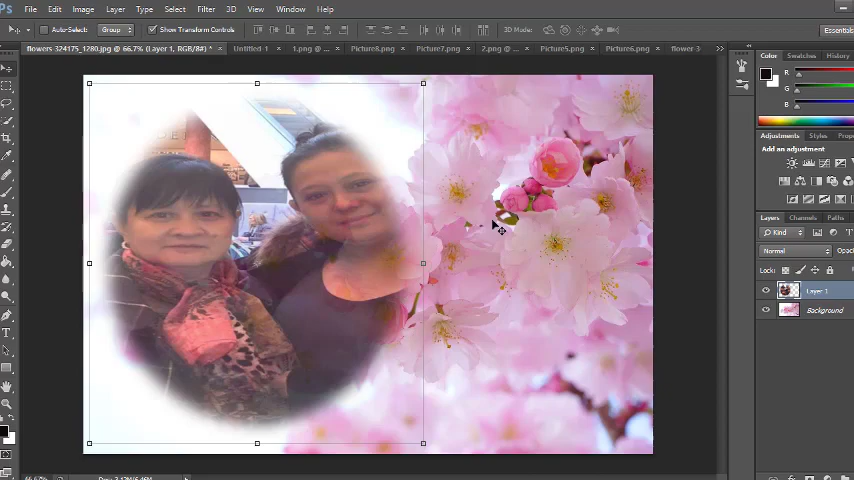 Ps File Edit Image Layer Type Select Filter 3D View Window Help
Auto-Select: Group Show Transform Controls 3D Mode: Essentials
flowers-324175_1280.jpg @ 66.7% (Layer 1, RGB/8#) * × Untitled-1 1.png @ ... × Picture8.png × Picture7.png × 2.png @ ... × Picture5.png × Picture6.png × flower-3
Color Swatches History
R
G
B
Adjustments Styles
Add an adjustment
Layers Channels Paths
Kind
Normal
Lock:
Layer 1
Background